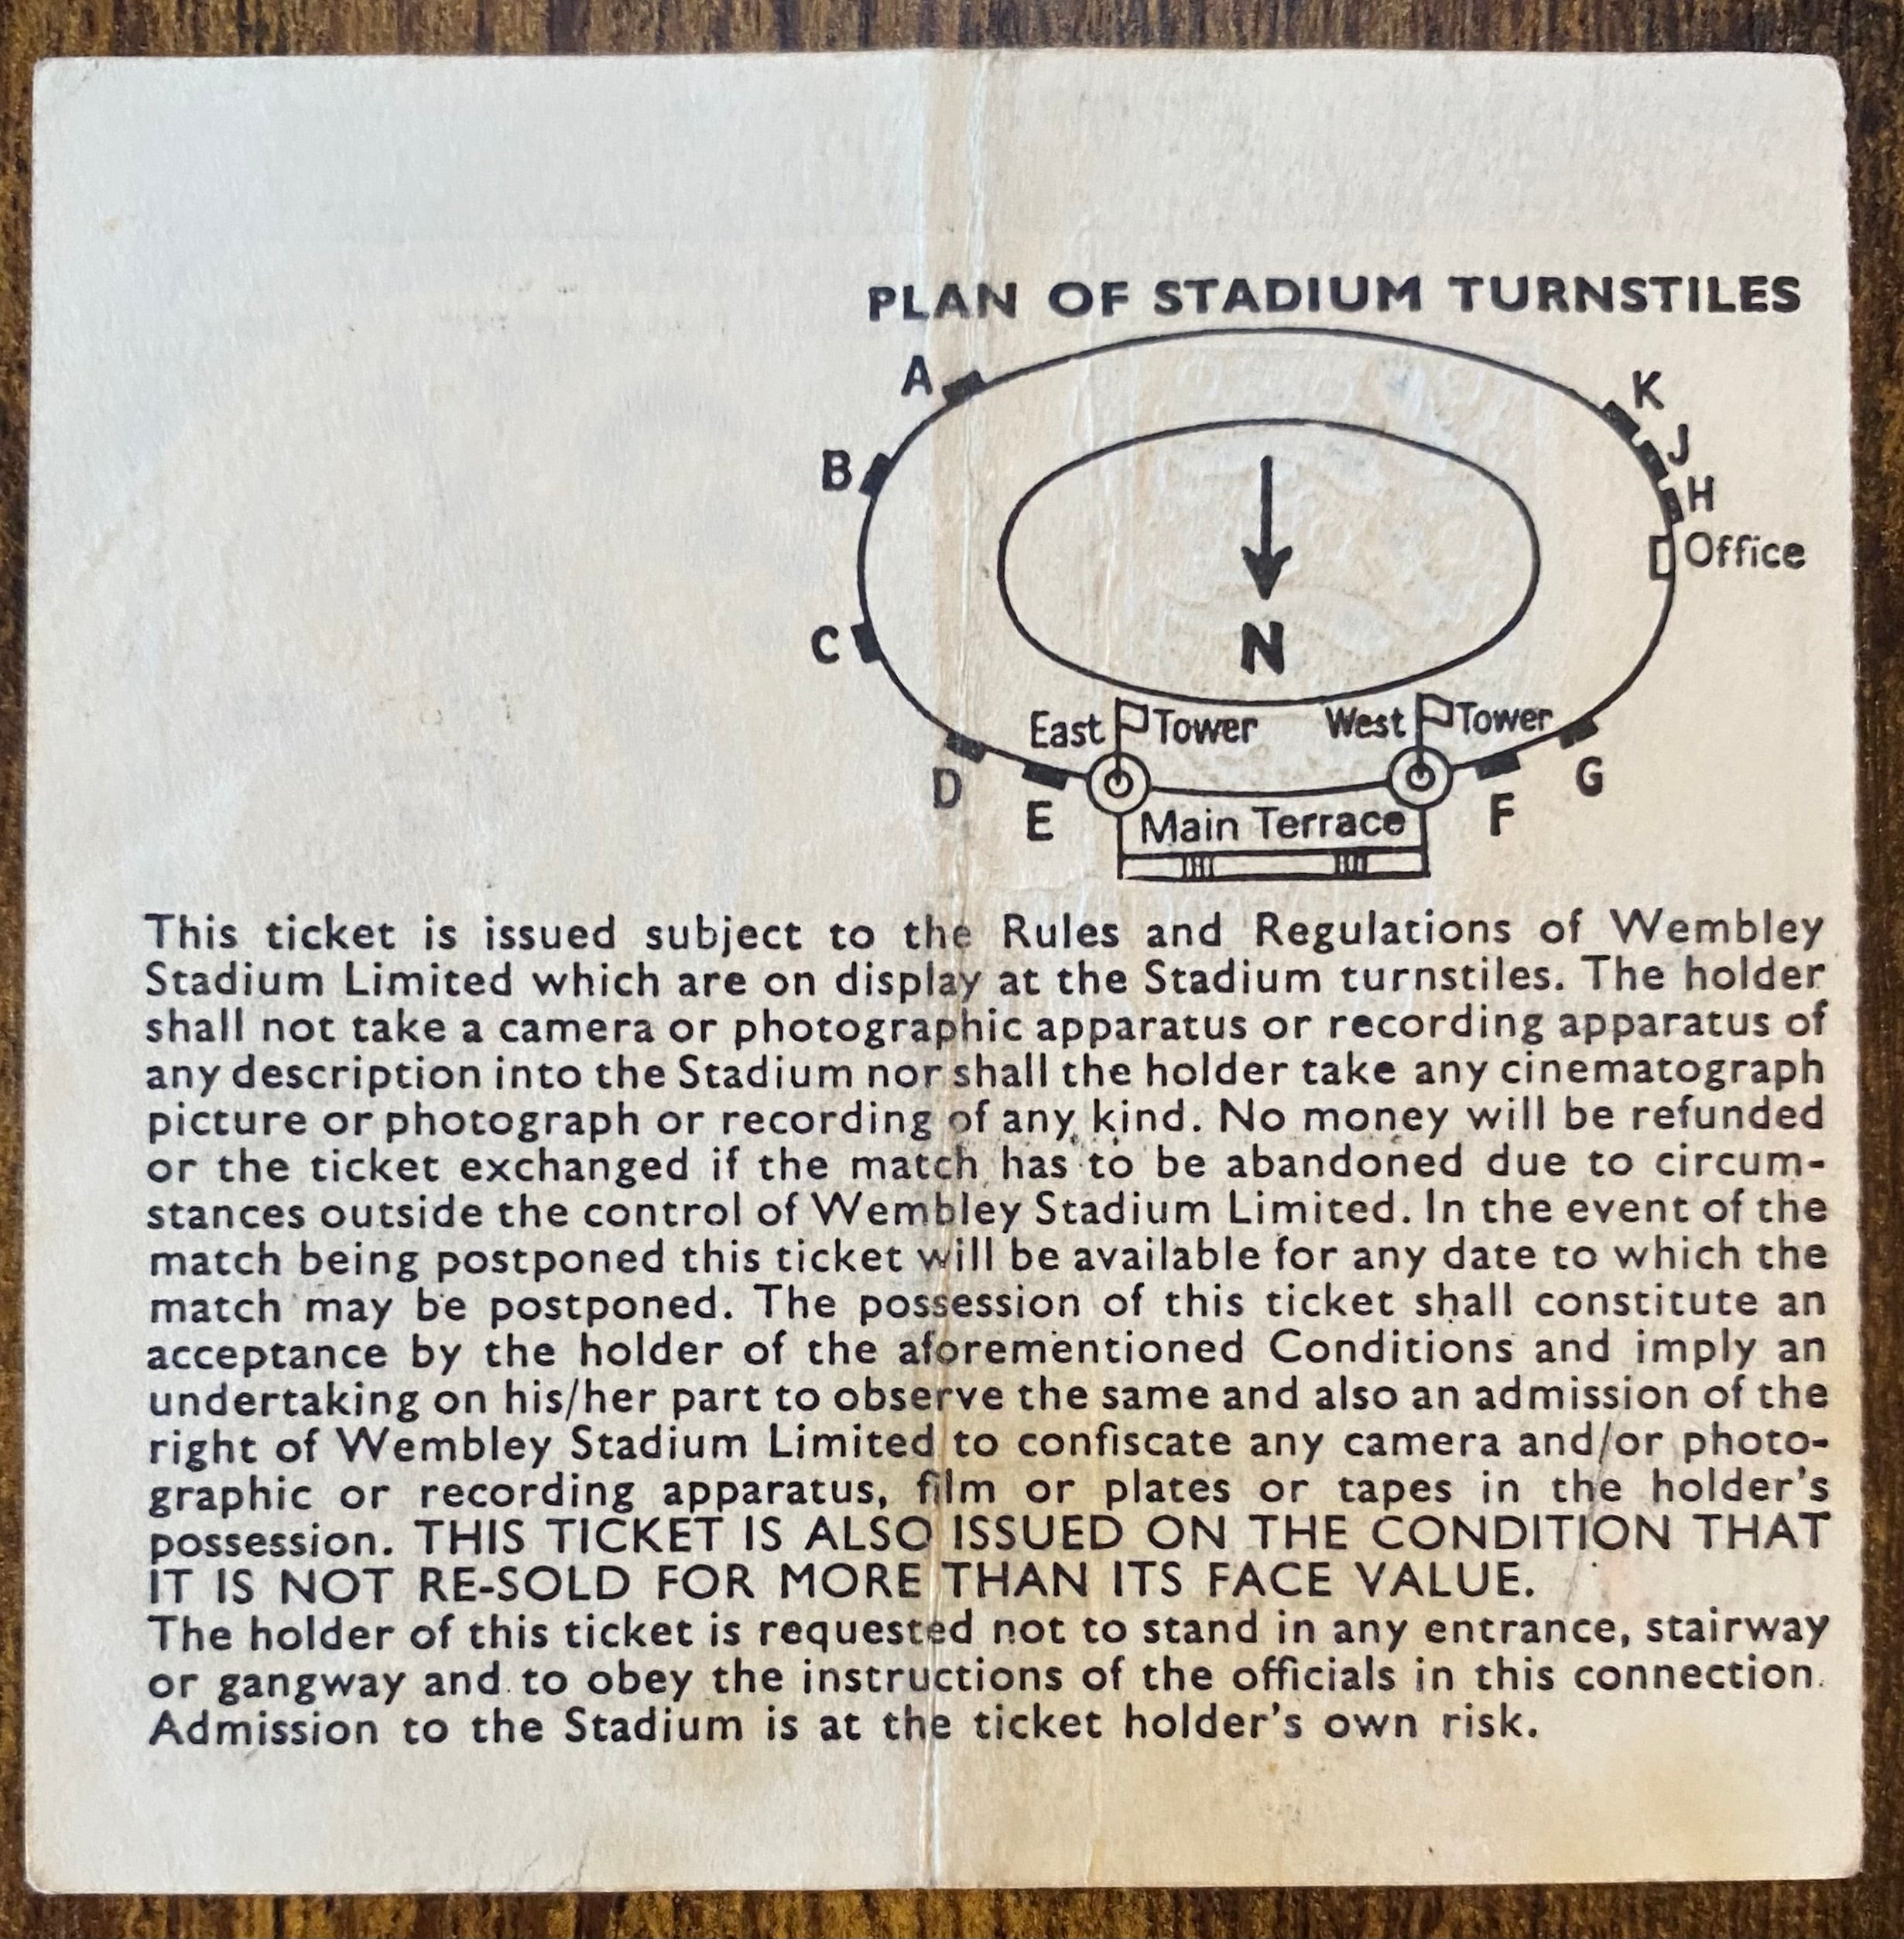 PLAN OF STADIUM TURNSTILES
A
K
B
J
H
Office
C
N
East Tower
West Tower
D
E
F
G
Main Terrace
This ticket is issued subject to the Rules and Regulations of Wembley
Stadium Limited which are on display at the Stadium turnstiles. The holder
shall not take a camera or photographic apparatus or recording apparatus of
any description into the Stadium nor shall the holder take any cinematograph
picture or photograph or recording of any kind. No money will be refunded
or the ticket exchanged if the match has to be abandoned due to circum-
stances outside the control of Wembley Stadium Limited. In the event of the
match being postponed this ticket will be available for any date to which the
match may be postponed. The possession of this ticket shall constitute an
acceptance by the holder of the aforementioned Conditions and imply an
undertaking on his/her part to observe the same and also an admission of the
right of Wembley Stadium Limited to confiscate any camera and/or photo-
graphic or recording apparatus, film or plates or tapes in the holder's
possession. THIS TICKET IS ALSO ISSUED ON THE CONDITION THAT
IT IS NOT RE-SOLD FOR MORE THAN ITS FACE VALUE.
The holder of this ticket is requested not to stand in any entrance, stairway
or gangway and to obey the instructions of the officials in this connection.
Admission to the Stadium is at the ticket holder's own risk.